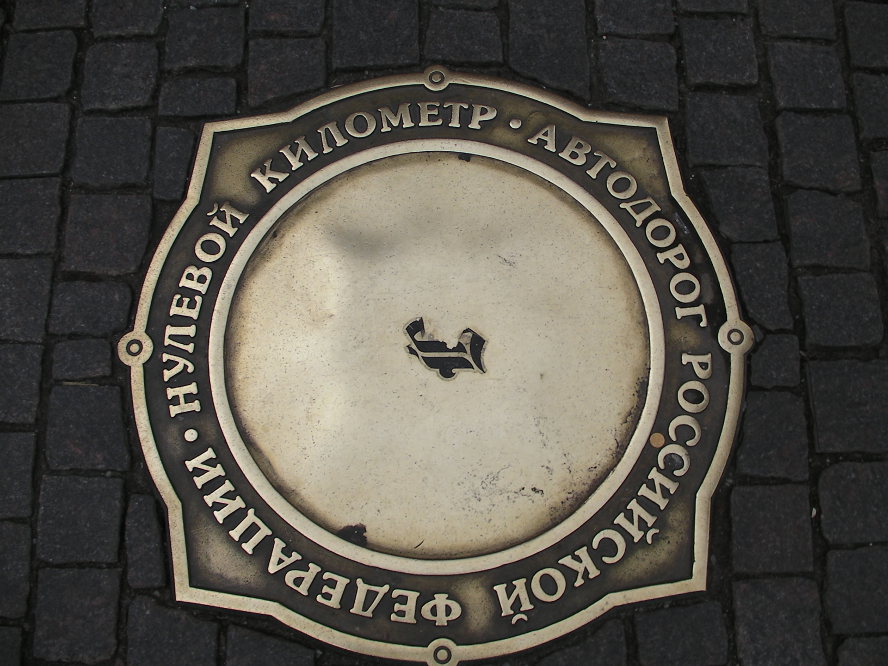 НУЛЕВОЙ КИЛОМЕТР · АВТОДОРОГ РОССИЙСКОЙ ФЕДЕРАЦИИ ·